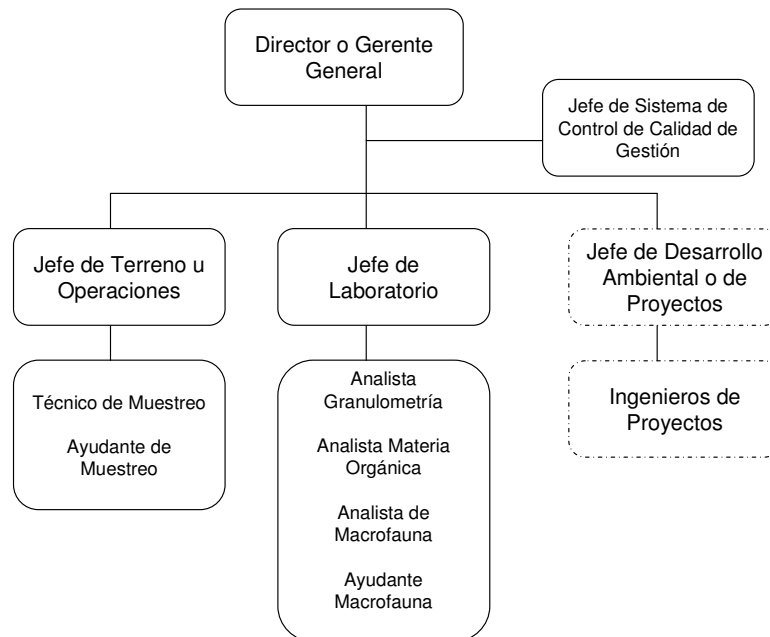 Director o Gerente
General
Jefe de Sistema de
Control de Calidad de
Gestión
Jefe de Terreno u
Operaciones
Jefe de
Laboratorio
Jefe de Desarrollo
Ambiental o de
Proyectos
Técnico de Muestreo
Ayudante de
Muestreo
Analista
Granulometría
Analista Materia
Orgánica
Analista de
Macrofauna
Ayudante
Macrofauna
Ingenieros de
Proyectos